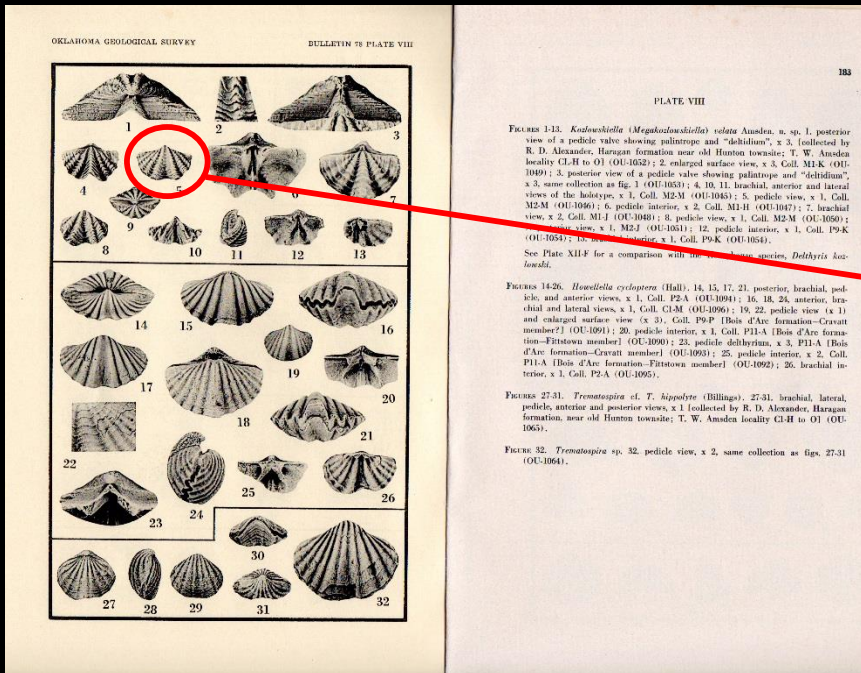 OKLAHOMA GEOLOGICAL SURVEY BULLETIN 78 PLATE VIII
1 2 3
4 5 6 7
8 9 10 11 12 13
14 15 16
17 18 19 20
21
22 23 24 25 26
27 28 29 30 31 32
183
PLATE VIII
FIGURES 1-13. Kozlowskiella (Megakozlowskiella) velata Amsden, n. sp. 1. posterior
view of a pedicle valve showing palintrope and "deltidium", x 3, [collected by
R. D. Alexander, Haragan formation near old Hunton townsite; T. W. Amsden
locality CL-H to O] (OU-1052); 2. enlarged surface view, x 3, Coll. M1-K (OU-
1049); 3. posterior view of a pedicle valve showing palintrope and "deltidium",
x 3, same collection as fig. 1 (OU-1053); 4, 10, 11. brachial, anterior and lateral
views of the holotype, x 1, Coll. M2-M (OU-1045); 5. pedicle view, x 1, Coll.
M2-M (OU-1046); 6. pedicle interior, x 2, Coll. M1-H (OU-1047); 7. brachial
view, x 2, Coll. M1-J (OU-1048); 8. pedicle view, x 1, Coll. M2-M (OU-1050);
view, x 1, M2-J (OU-1051); 12. pedicle interior, x 1, Coll. P9-K
(OU-1054); 13. interior, x 1, Coll. P9-K (OU-1054).
See Plate XII-F for a comparison with the species, Delthyris koz-
lowski.
FIGURES 14-26. Howellella cycloptera (Hall). 14, 15, 17, 21. posterior, brachial, ped-
icle, and anterior views, x 1, Coll. P2-A (OU-1094); 16, 18, 24, anterior, bra-
chial and lateral views, x 1, Coll. C1-M (OU-1096); 19, 22. pedicle view (x 1)
and enlarged surface view (x 3), Coll. P9-P [Bois d'Arc formation—Cravatt
member?] (OU-1091); 20. pedicle interior, x 1, Coll. P11-A [Bois d'Arc forma-
tion—Fittstown member] (OU-1090); 23. pedicle delthyrium, x 3, P11-A [Bois
d'Arc formation—Cravatt member] (OU-1093); 25. pedicle interior, x 2, Coll.
P11-A [Bois d'Arc formation—Fittstown member] (OU-1092); 26. brachial in-
terior, x 1, Coll. P2-A (OU-1095).
FIGURES 27-31. Trematospira cf. T. hippolyte (Billings). 27-31. brachial, lateral,
pedicle, anterior and posterior views, x 1 [collected by R. D. Alexander, Haragan
formation, near old Hunton townsite; T. W. Amsden locality C1-H to O] (OU-
1065).
FIGURE 32. Trematospira sp. 32. pedicle view, x 2, same collection as figs. 27-31
(OU-1064).